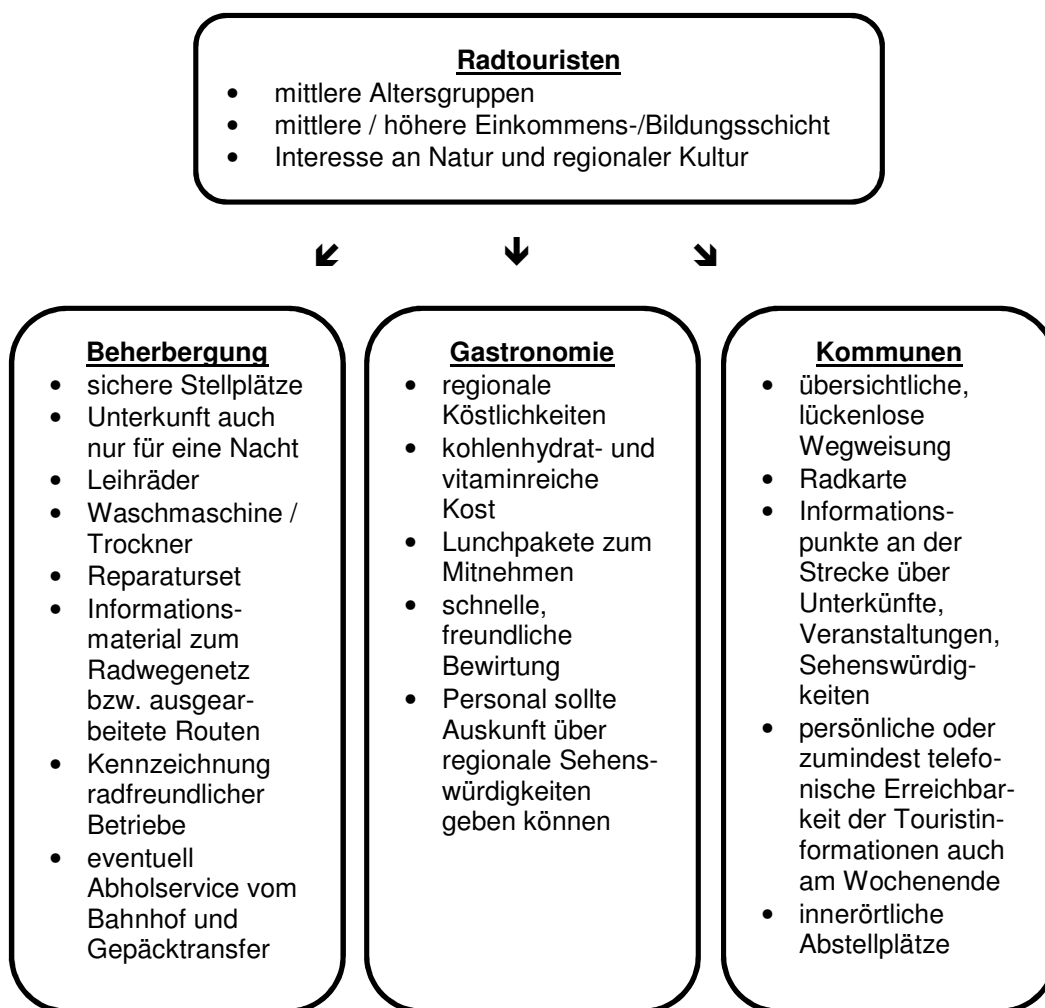 Radtouristen
• mittlere Altersgruppen
• mittlere / höhere Einkommens-/Bildungsschicht
• Interesse an Natur und regionaler Kultur
Beherbergung
• sichere Stellplätze
• Unterkunft auch
nur für eine Nacht
• Leihräder
• Waschmaschine /
Trockner
• Reparaturset
• Informations-
material zum
Radwegenetz
bzw. ausgear-
beitete Routen
• Kennzeichnung
radfreundlicher
Betriebe
• eventuell
Abholservice vom
Bahnhof und
Gepäcktransfer
Gastronomie
• regionale
Köstlichkeiten
• kohlenhydrat- und
vitaminreiche
Kost
• Lunchpakete zum
Mitnehmen
• schnelle,
freundliche
Bewirtung
• Personal sollte
Auskunft über
regionale Sehens-
würdigkeiten
geben können
Kommunen
• übersichtliche,
lückenlose
Wegweisung
• Radkarte
• Informations-
punkte an der
Strecke über
Unterkünfte,
Veranstaltungen,
Sehenswürdig-
keiten
• persönliche oder
zumindest telefo-
nische Erreichbar-
keit der Touristin-
formationen auch
am Wochenende
• innerörtliche
Abstellplätze